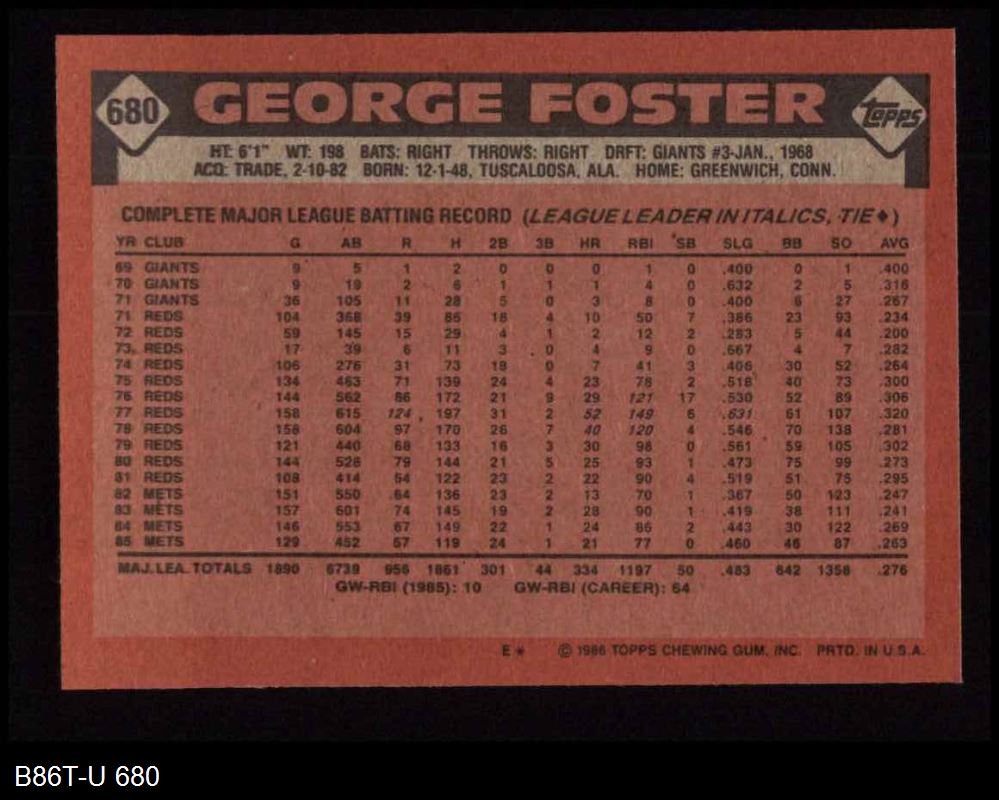 680 GEORGE FOSTER Topps
HT: 6'1" WT: 198 BATS: RIGHT THROWS: RIGHT DRFT: GIANTS #3-JAN., 1968
ACQ: TRADE, 2-10-82 BORN: 12-1-48, TUSCALOOSA, ALA. HOME: GREENWICH, CONN.
COMPLETE MAJOR LEAGUE BATTING RECORD (LEAGUE LEADER IN ITALICS, TIE♦)
YR CLUB G AB R H 2B 3B HR RBI SB SLG BB SO AVG
69 GIANTS 9 5 1 2 0 0 0 1 0 .400 0 1 .400
70 GIANTS 9 19 2 6 1 1 1 4 0 .632 2 5 .316
71 GIANTS 36 105 11 28 5 0 3 8 0 .400 6 27 .267
71 REDS 104 368 39 86 18 4 10 50 7 .386 23 93 .234
72 REDS 59 145 15 29 4 1 2 12 2 .283 5 44 .200
73 REDS 17 39 6 11 3 0 4 9 0 .667 4 7 .282
74 REDS 106 276 31 73 18 0 7 41 3 .406 30 52 .264
75 REDS 134 463 71 139 24 4 23 78 2 .518 40 73 .300
76 REDS 144 562 86 172 21 9 29 121 17 .530 52 89 .306
77 REDS 158 615 124 197 31 2 52 149 6 .631 61 107 .320
78 REDS 158 604 97 170 26 7 40 120 4 .546 70 138 .281
79 REDS 121 440 68 133 16 3 30 98 0 .561 59 105 .302
80 REDS 144 528 79 144 21 5 25 93 1 .473 75 99 .273
81 REDS 108 414 64 122 23 2 22 90 4 .519 51 75 .295
82 METS 151 550 64 136 23 2 13 70 1 .367 50 123 .247
83 METS 157 601 74 145 19 2 28 90 1 .419 38 111 .241
84 METS 146 553 67 149 22 1 24 86 2 .443 30 122 .269
85 METS 129 452 57 119 24 1 21 77 0 .460 46 87 .263
MAJ. LEA. TOTALS 1890 6739 956 1861 301 44 334 1197 50 .483 642 1358 .276
GW-RBI (1985): 10 GW-RBI (CAREER): 64
E* © 1986 TOPPS CHEWING GUM, INC. PRTD. IN U.S.A.
B86T-U 680